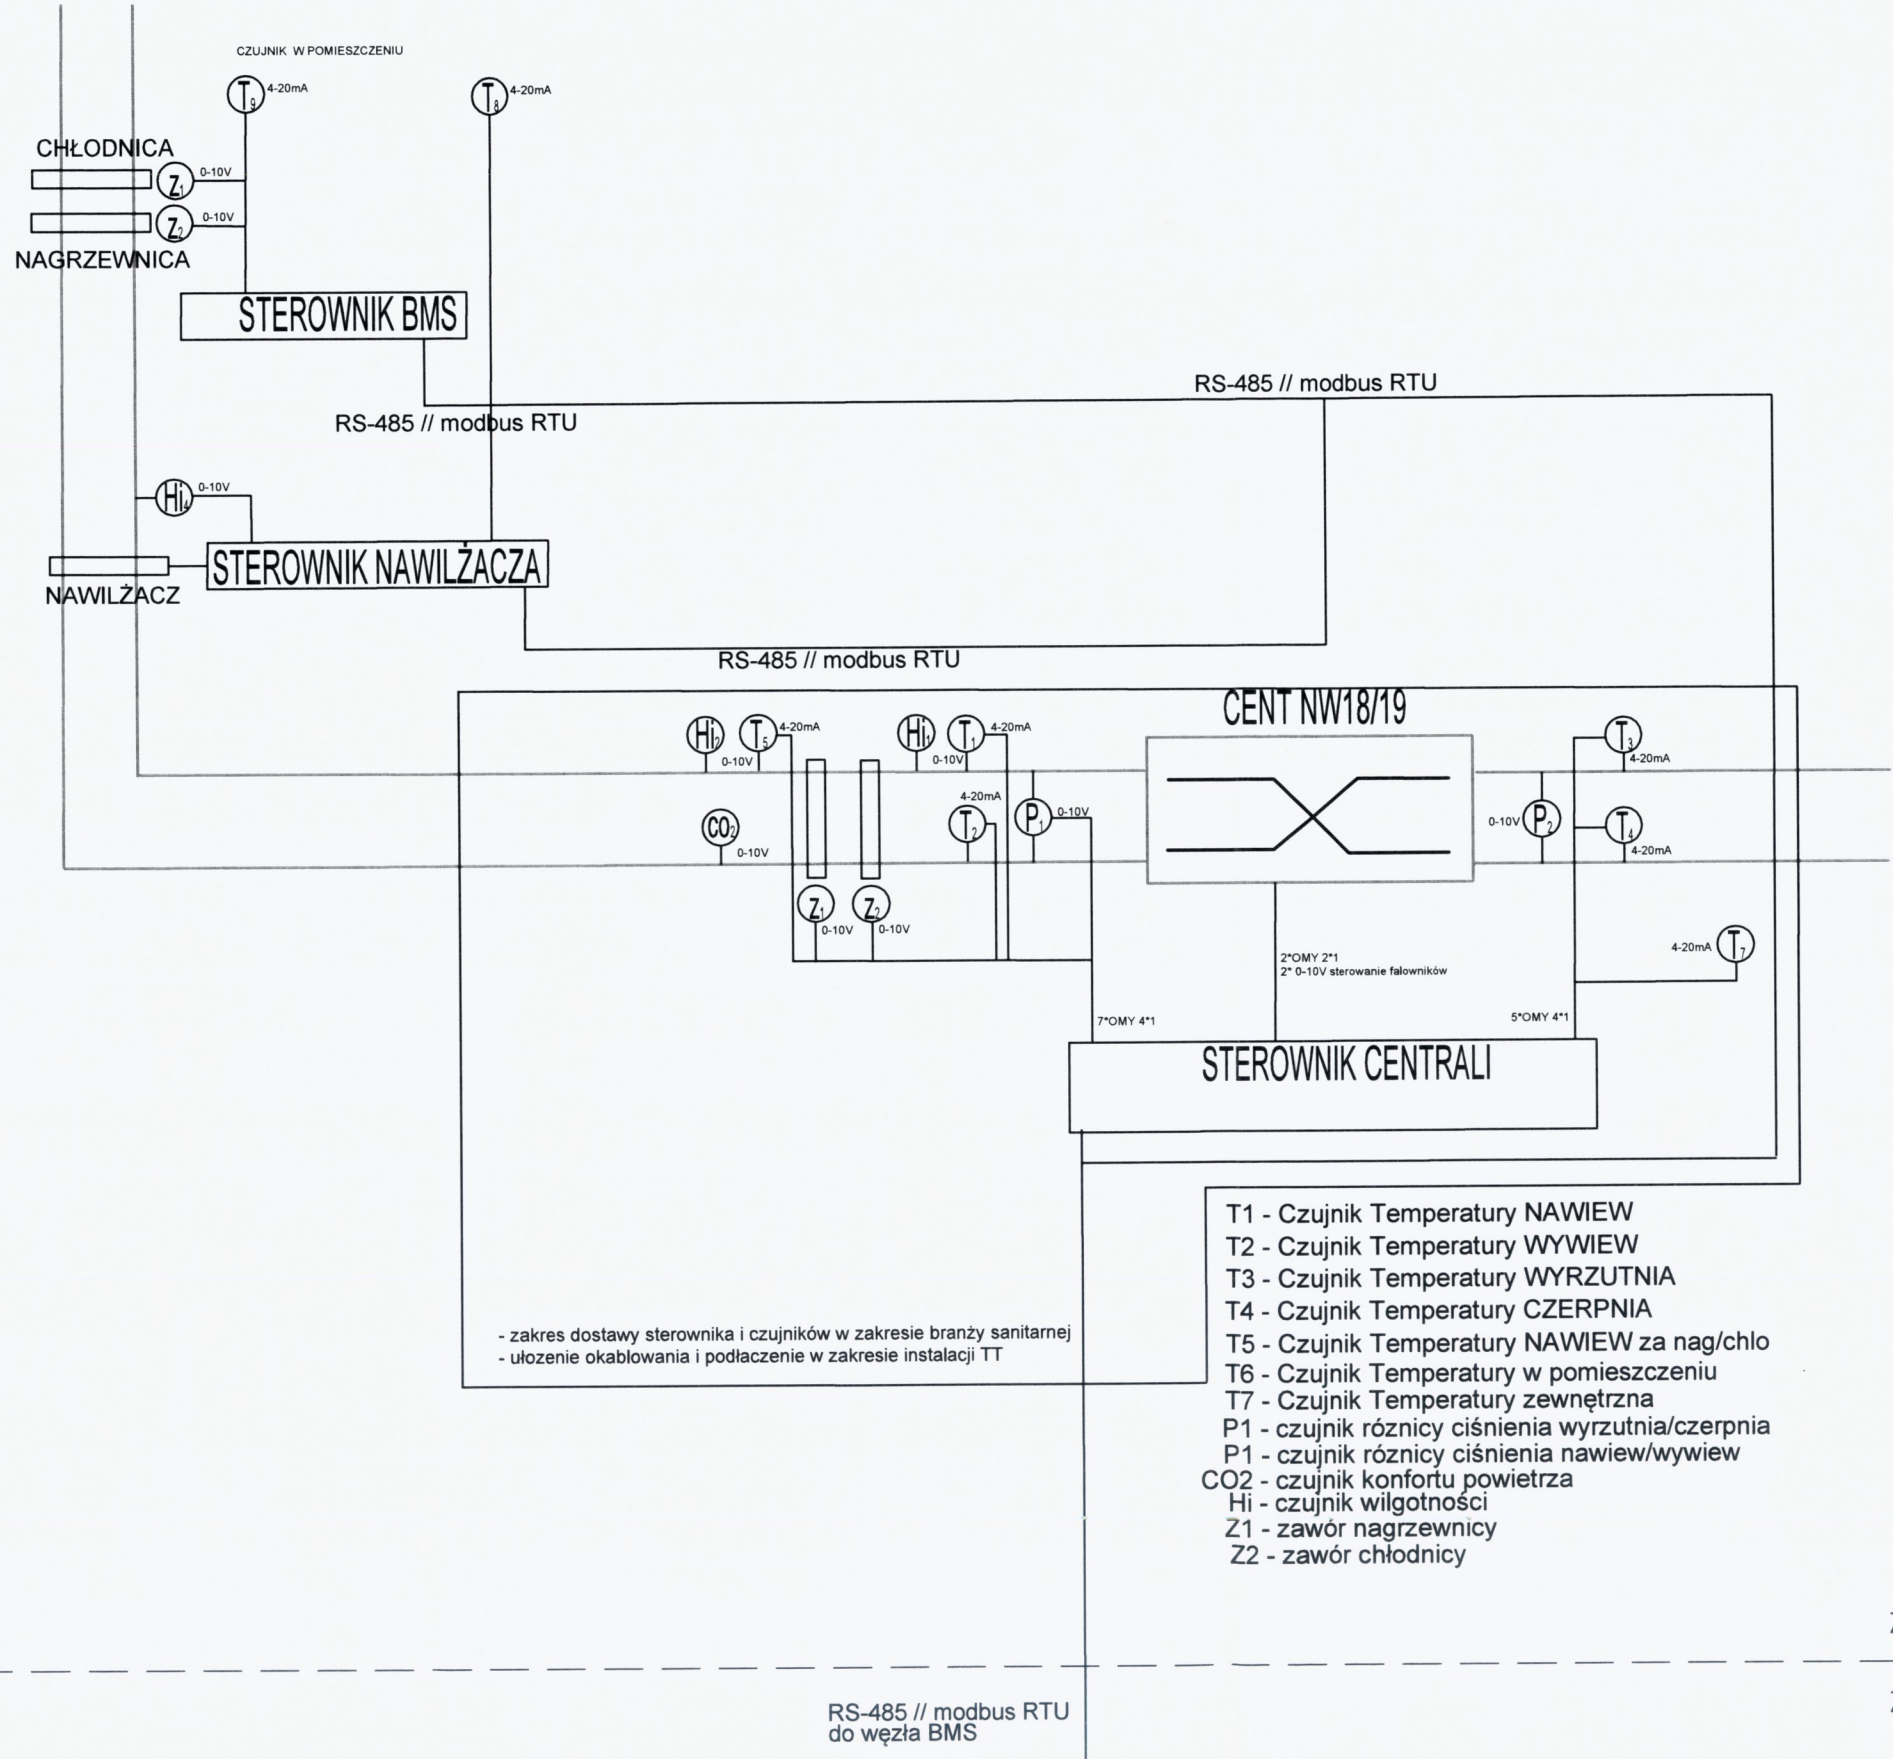 CZUJNIK W POMIESZCZENIU
T9 4-20mA
T8 4-20mA
CHŁODNICA
Z1 0-10V
Z2 0-10V
NAGRZEWNICA
STEROWNIK BMS
RS-485 // modbus RTU
RS-485 // modbus RTU
Hi4 0-10V
STEROWNIK NAWILŻACZA
NAWILŻACZ
RS-485 // modbus RTU
CENT NW18/19
Hi2 T5 4-20mA
0-10V
Hi1 T1 4-20mA
0-10V
T3
4-20mA
CO2
0-10V
4-20mA
T2
P1 0-10V
0-10V P2
T4
4-20mA
Z1
0-10V
Z2
0-10V
4-20mA T7
2*OMY 2*1
2* 0-10V sterowanie falowników
7*OMY 4*1
5*OMY 4*1
STEROWNIK CENTRALI
- zakres dostawy sterownika i czujników w zakresie branży sanitarnej
- ułozenie okablowania i podłaczenie w zakresie instalacji TT
T1 - Czujnik Temperatury NAWIEW
T2 - Czujnik Temperatury WYWIEW
T3 - Czujnik Temperatury WYRZUTNIA
T4 - Czujnik Temperatury CZERPNIA
T5 - Czujnik Temperatury NAWIEW za nag/chlo
T6 - Czujnik Temperatury w pomieszczeniu
T7 - Czujnik Temperatury zewnętrzna
P1 - czujnik róznicy ciśnienia wyrzutnia/czerpnia
P1 - czujnik róznicy ciśnienia nawiew/wywiew
CO2 - czujnik konfortu powietrza
Hi - czujnik wilgotności
Z1 - zawór nagrzewnicy
Z2 - zawór chłodnicy
RS-485 // modbus RTU
do węzła BMS